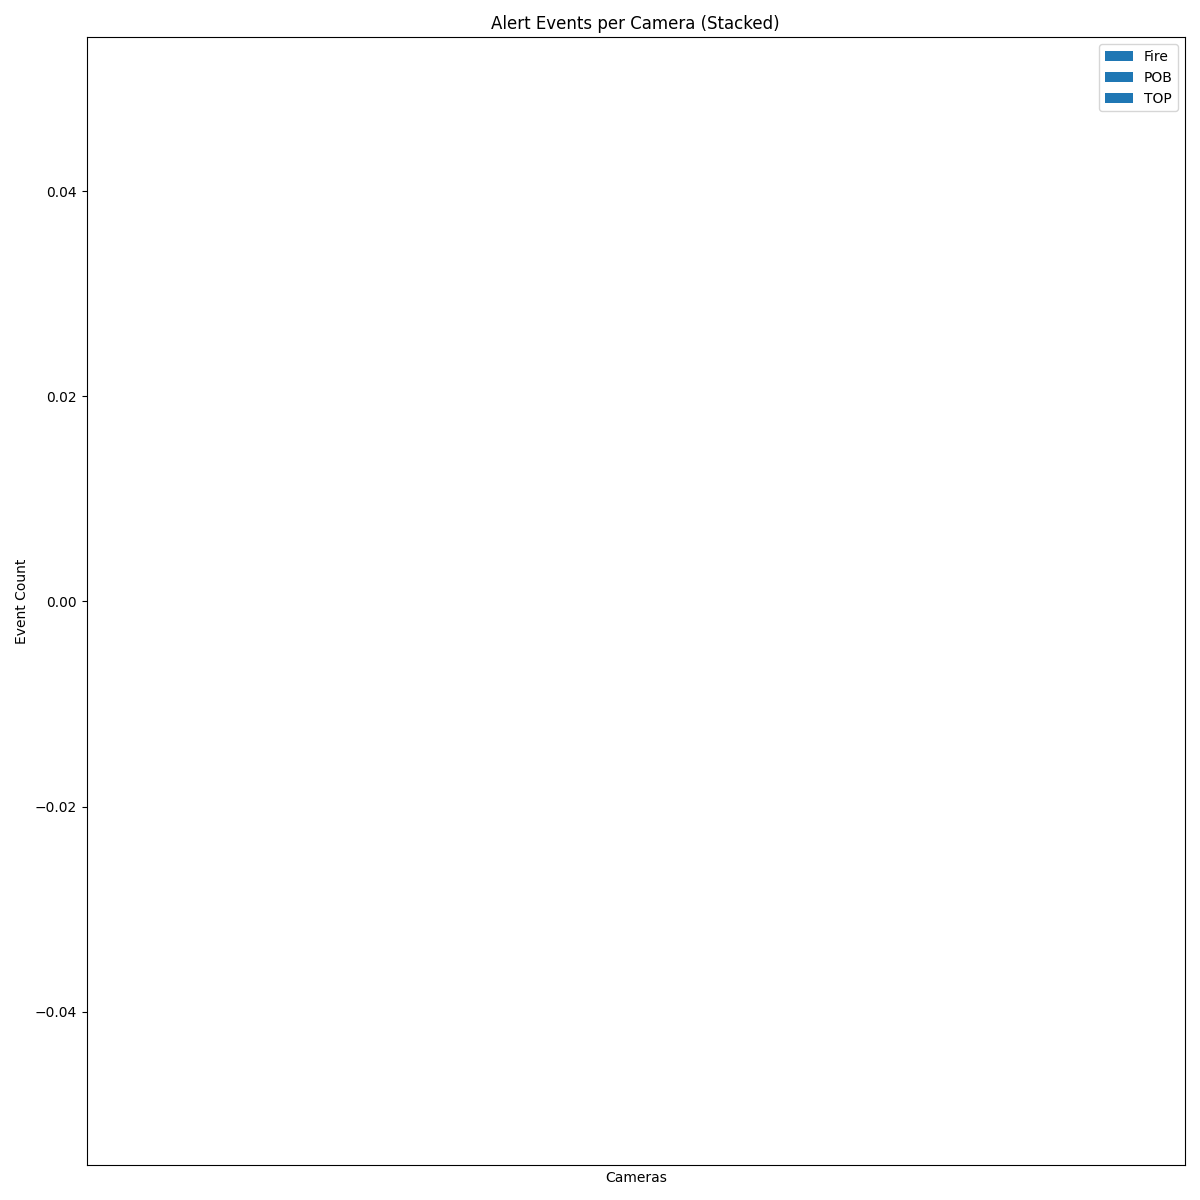 Alert Events per Camera (Stacked)
Fire
POB
TOP
0.04
0.02
0.00
−0.02
−0.04
Event Count
Cameras